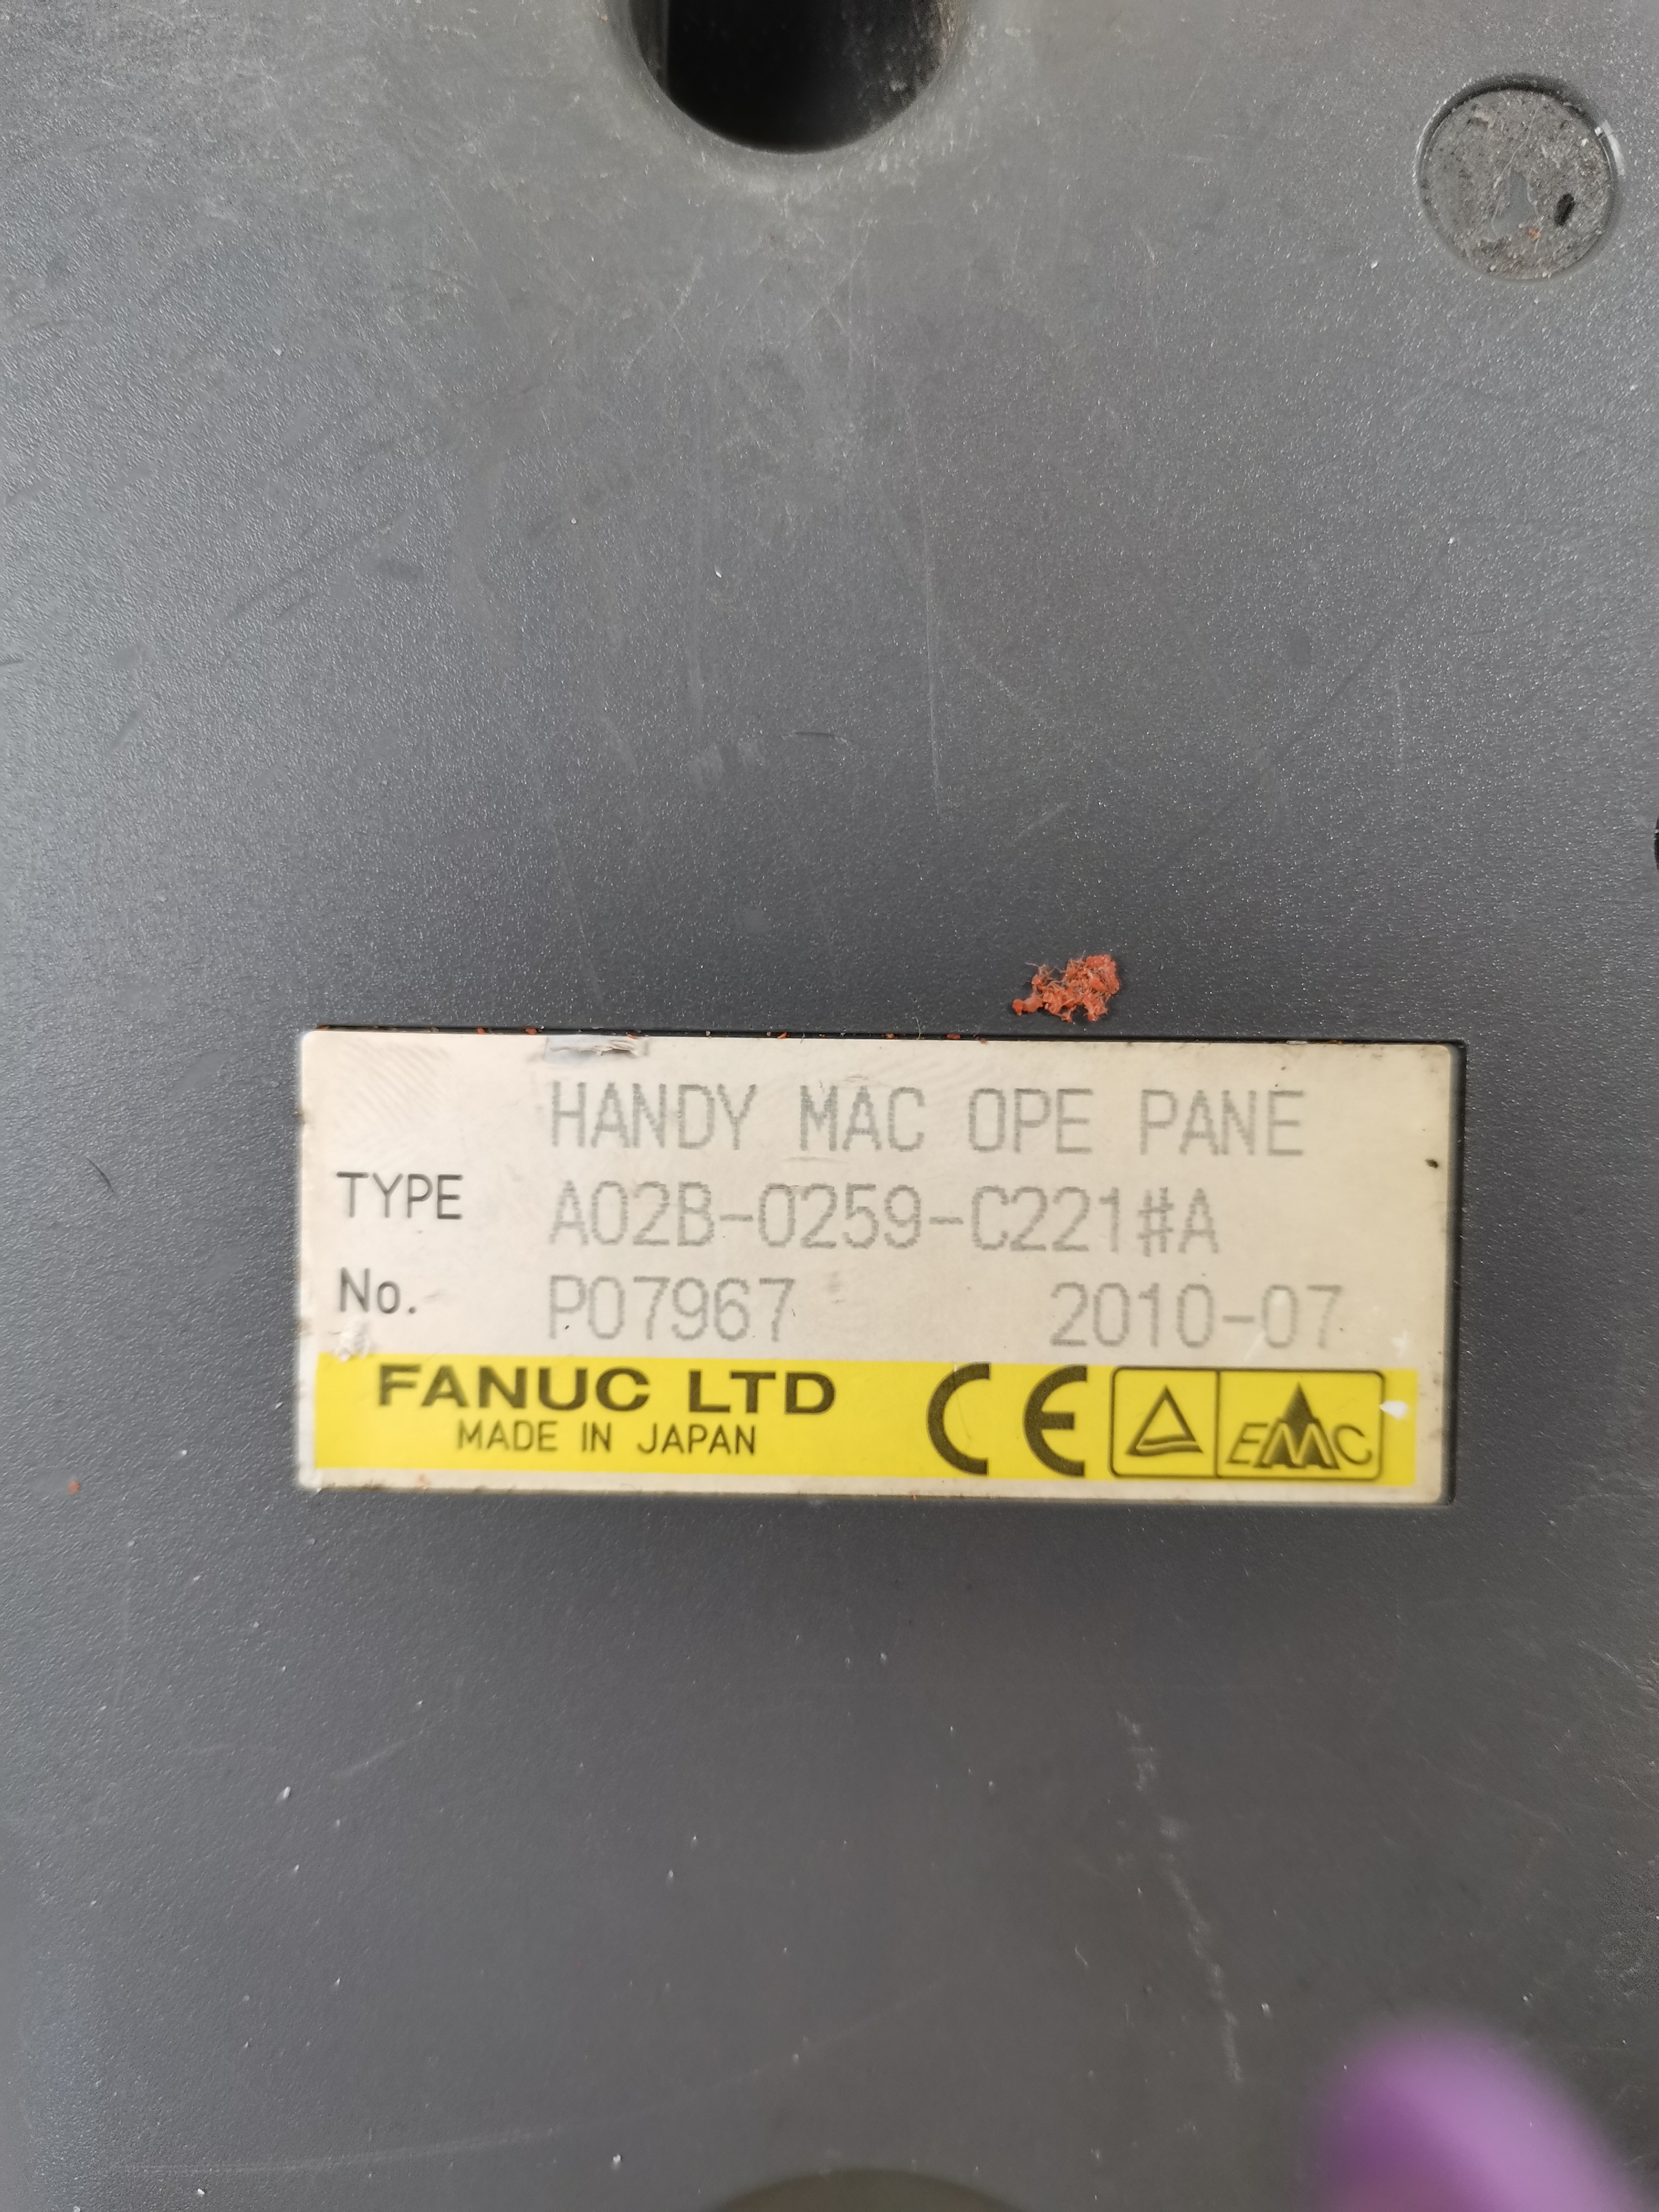 HANDY MAC OPE PANE
TYPE A02B-0259-C221#A
No. P07967 2010-07
FANUC LTD
MADE IN JAPAN
CE
EMC